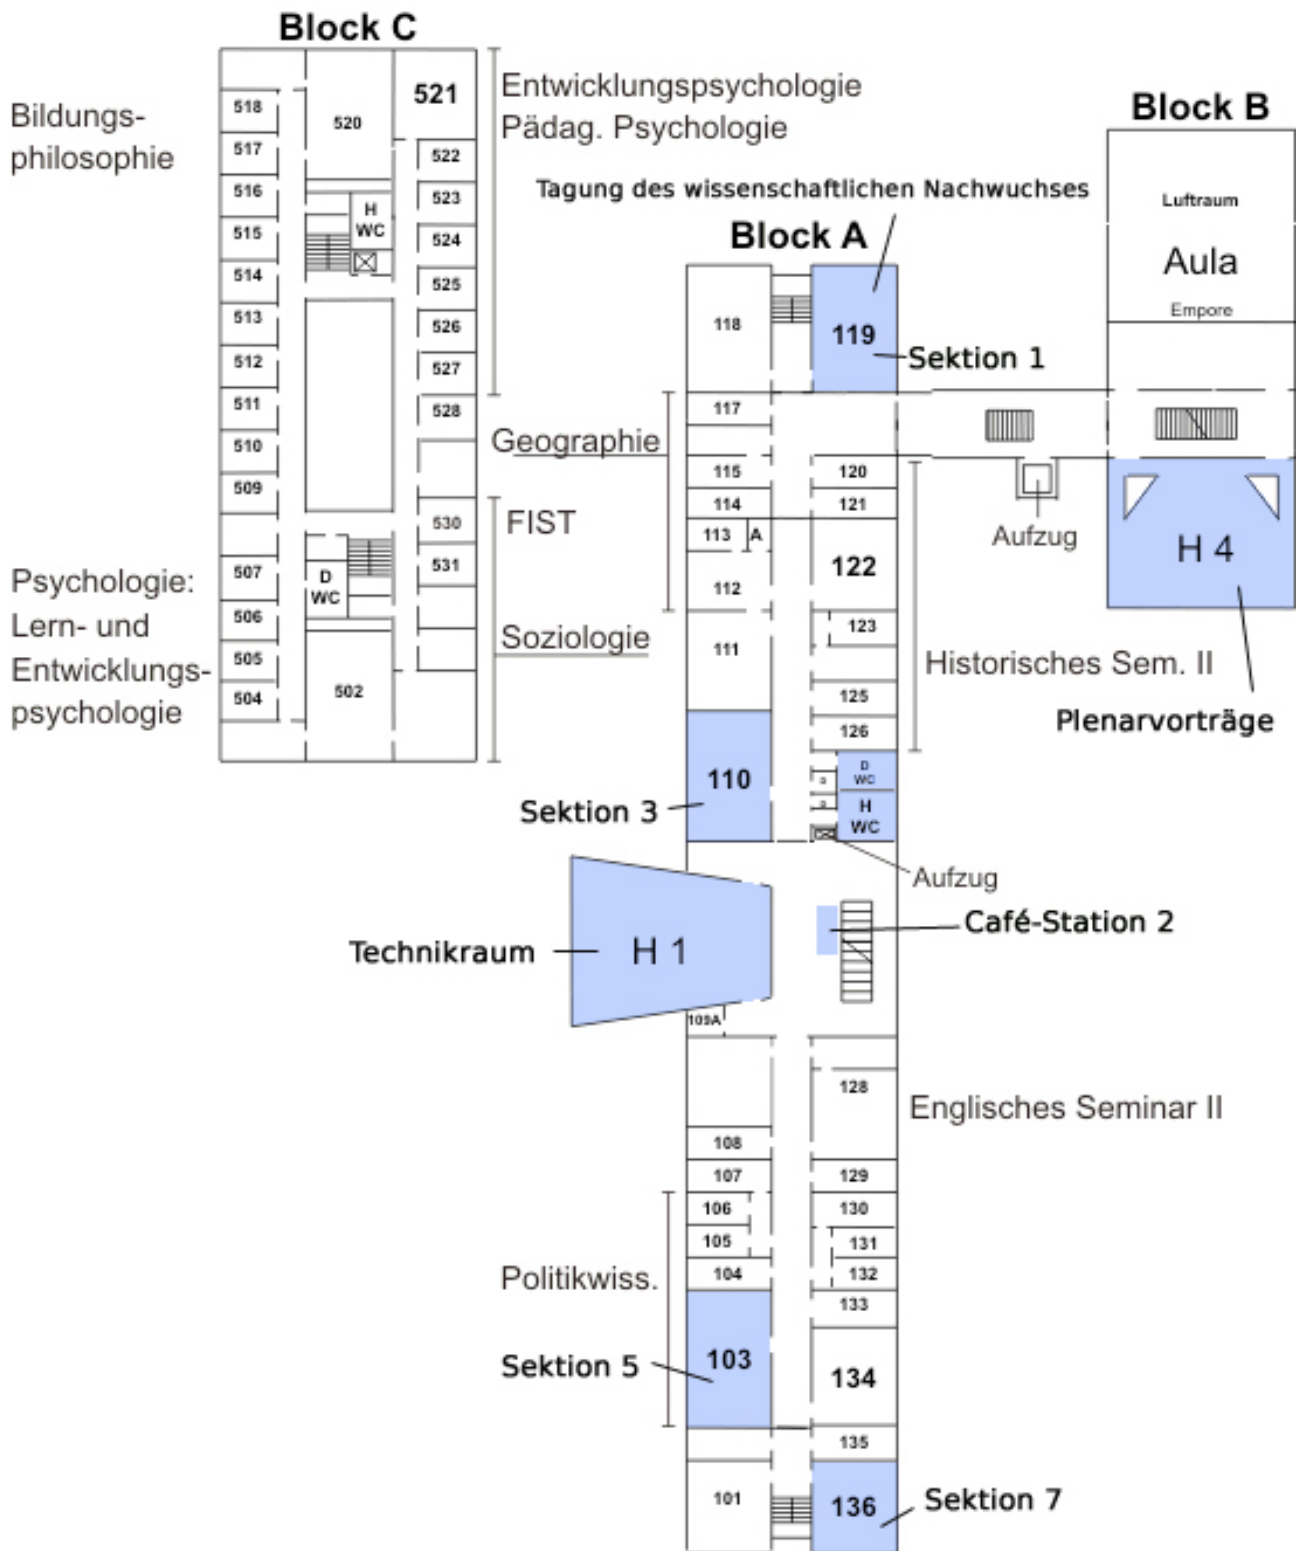 Block C
Bildungs-
philosophie
518
517
516
515
514
513
512
511
510
509
507
506
505
504
520
H
WC
D
WC
502
521
522
523
524
525
526
527
528
530
531
Entwicklungspsychologie
Pädag. Psychologie
FIST
Soziologie
Psychologie:
Lern- und
Entwicklungs-
psychologie
Block B
Luftraum
Aula
Empore
Aufzug
H 4
Plenarvorträge
Tagung des wissenschaftlichen Nachwuchses
Block A
118
119
Sektion 1
117
Geographie
115
120
114
121
113
A
122
112
123
111
Historisches Sem. II
125
126
110
Sektion 3
D
WC
H
WC
Aufzug
Technikraum
H 1
Café-Station 2
109A
128
Englisches Seminar II
108
107
129
106
130
105
131
104
132
Politikwiss.
133
103
Sektion 5
134
135
101
136
Sektion 7